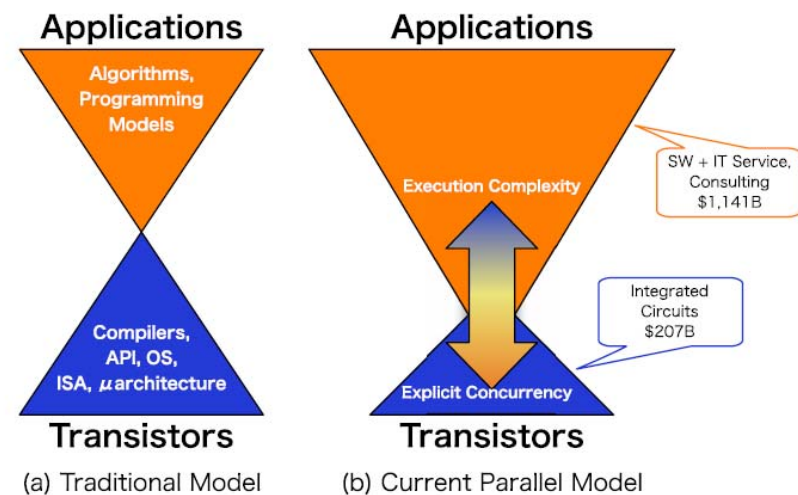 Applications
Algorithms,
Programming
Models
Compilers,
API, OS,
ISA, μarchitecture
Transistors
(a) Traditional Model
Applications
Execution Complexity
Explicit Concurrency
Transistors
(b) Current Parallel Model
SW + IT Service,
Consulting
$1,141B
Integrated
Circuits
$207B